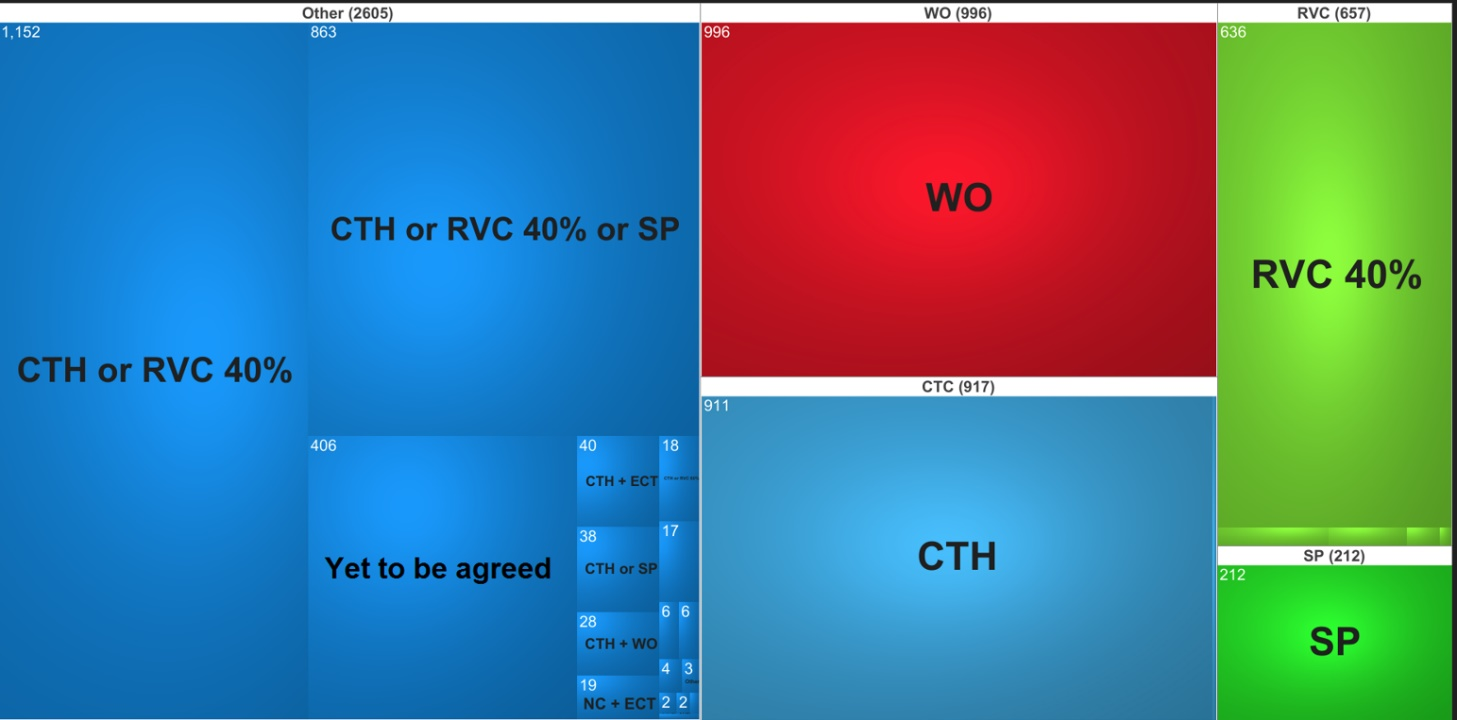 Other (2605)
1,152
CTH or RVC 40%
863
CTH or RVC 40% or SP
406
Yet to be agreed
40
CTH + ECT
38
CTH or SP
28
CTH + WO
19
NC + ECT
18
17
6
6
4
3
2
2
WO (996)
996
WO
CTC (917)
911
CTH
RVC (657)
636
RVC 40%
SP (212)
212
SP